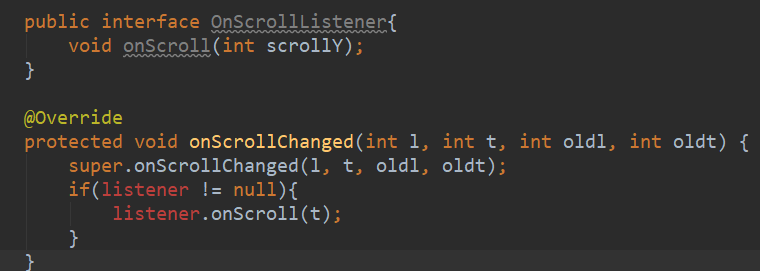 public interface OnScrollListener{
    void onScroll(int scrollY);
}
@Override
protected void onScrollChanged(int l, int t, int oldl, int oldt) {
    super.onScrollChanged(l, t, oldl, oldt);
    if(listener != null){
        listener.onScroll(t);
    }
}